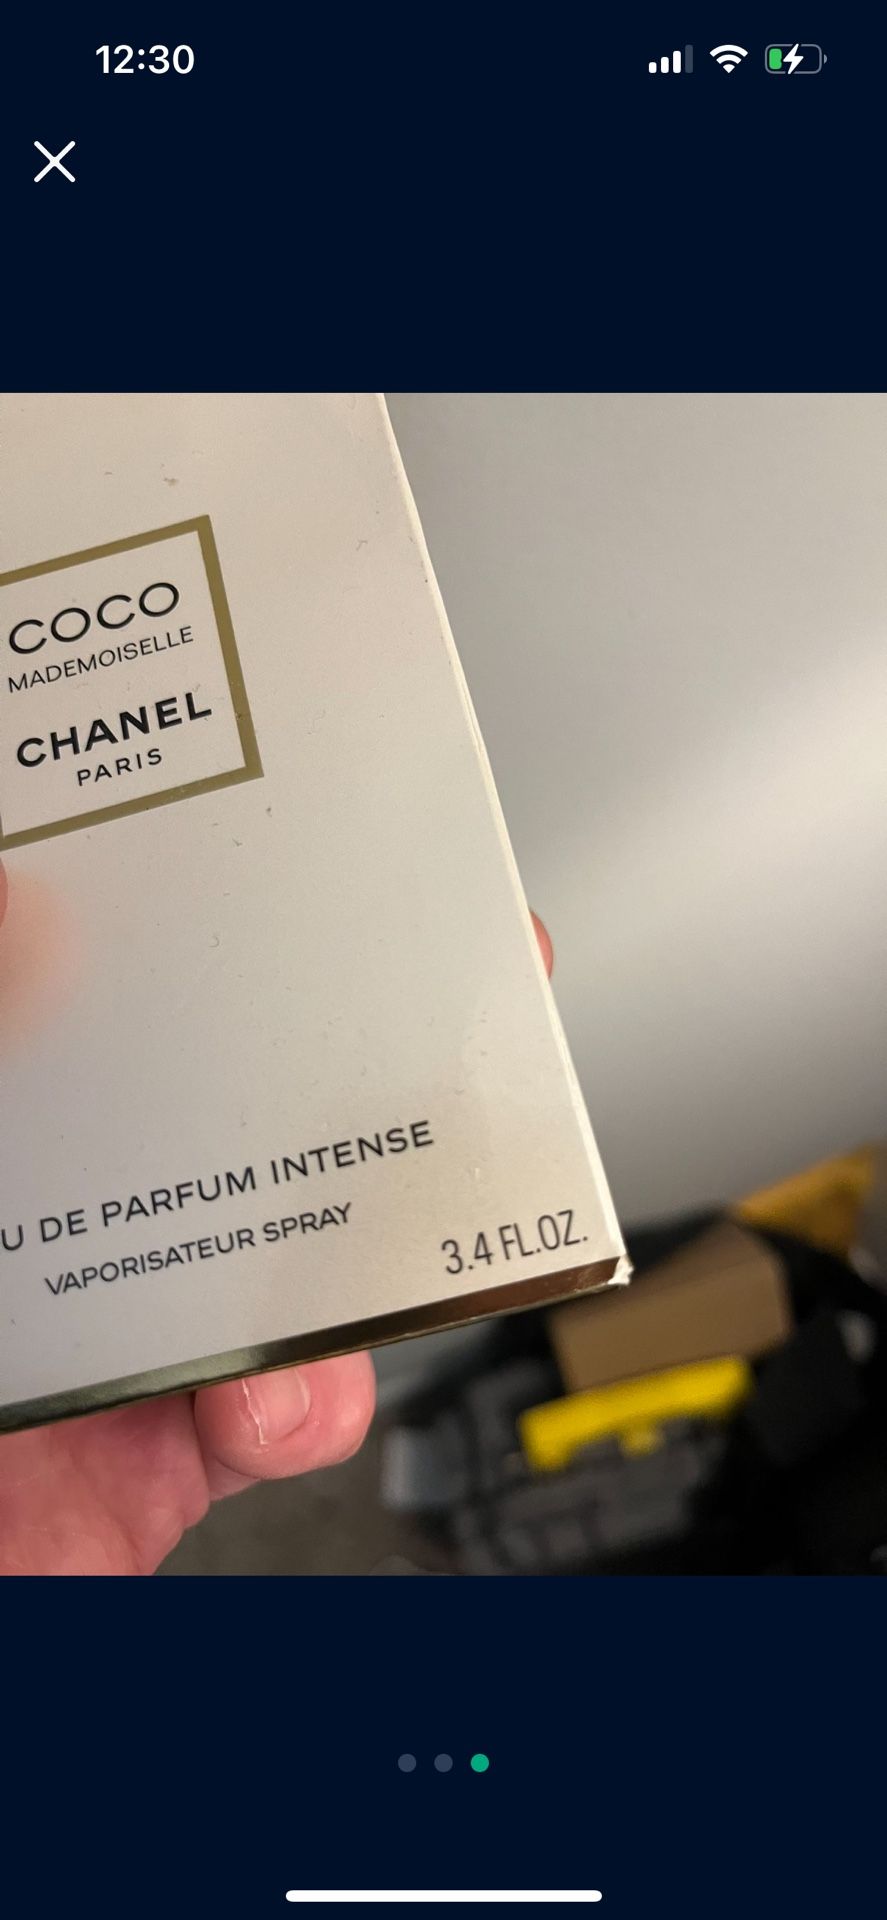 12:30
COCO
MADEMOISELLE
CHANEL
PARIS
U DE PARFUM INTENSE
VAPORISATEUR SPRAY
3.4 FL.OZ.